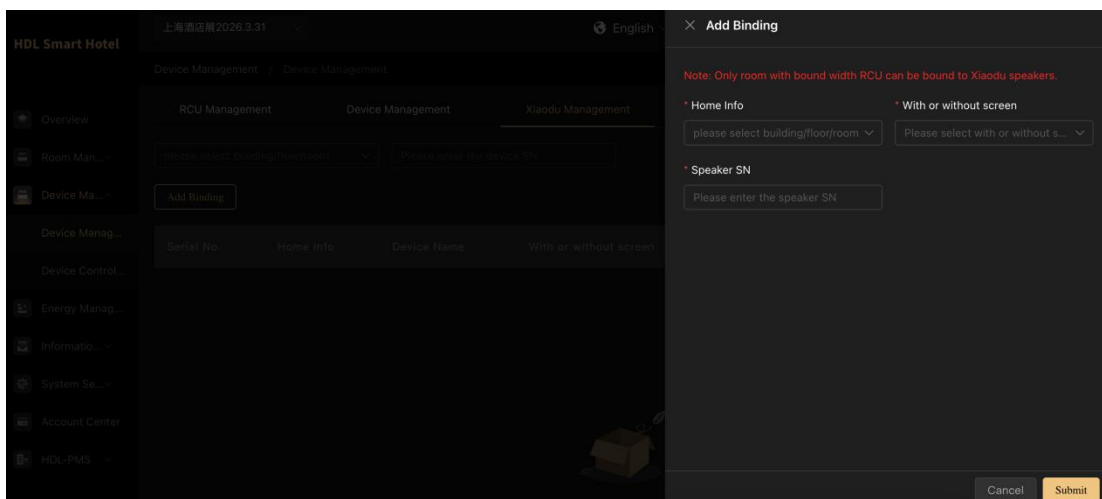 HDL Smart Hotel
上海酒店展2026.3.31
English
Device Management / Device Management
RCU Management
Device Management
Xiaodu Management
please select building/floor/room
Please enter the device SN
Add Binding
Serial No.
Home Info
Device Name
With or without screen
Overview
Room Man...
Device Ma...
Device Manag...
Device Control...
Energy Manag...
Informatio...
System Se...
Account Center
HDL-PMS
Add Binding
Note: Only room with bound width RCU can be bound to Xiaodu speakers.
* Home Info
* With or without screen
please select building/floor/room
Please select with or without s...
* Speaker SN
Please enter the speaker SN
Cancel
Submit